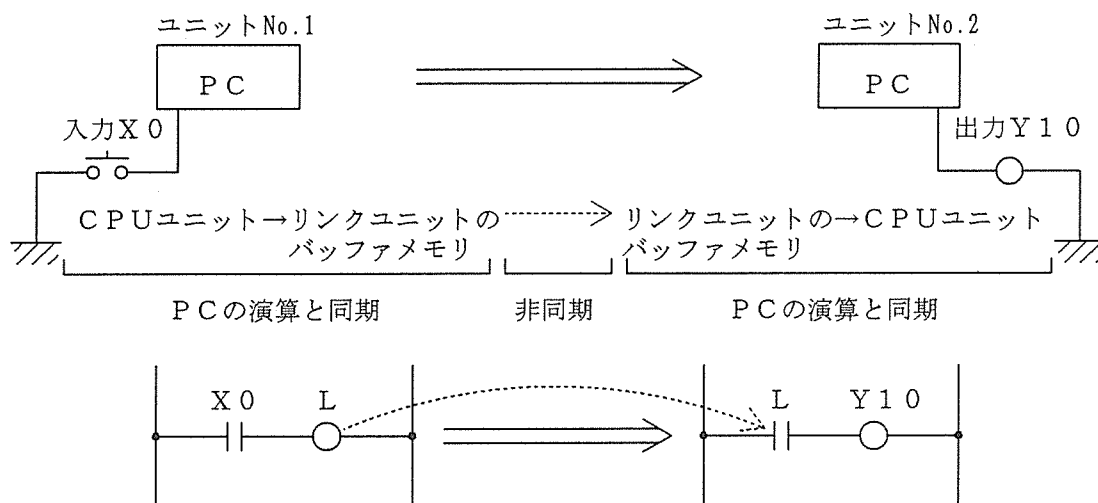 ユニットNo.1
ユニットNo.2
ＰＣ
ＰＣ
入力Ｘ０
出力Ｙ１０
ＣＰＵユニット→リンクユニットの
バッファメモリ
リンクユニットの→ＣＰＵユニット
バッファメモリ
ＰＣの演算と同期
非同期
ＰＣの演算と同期
Ｘ０
Ｌ
Ｌ
Ｙ１０